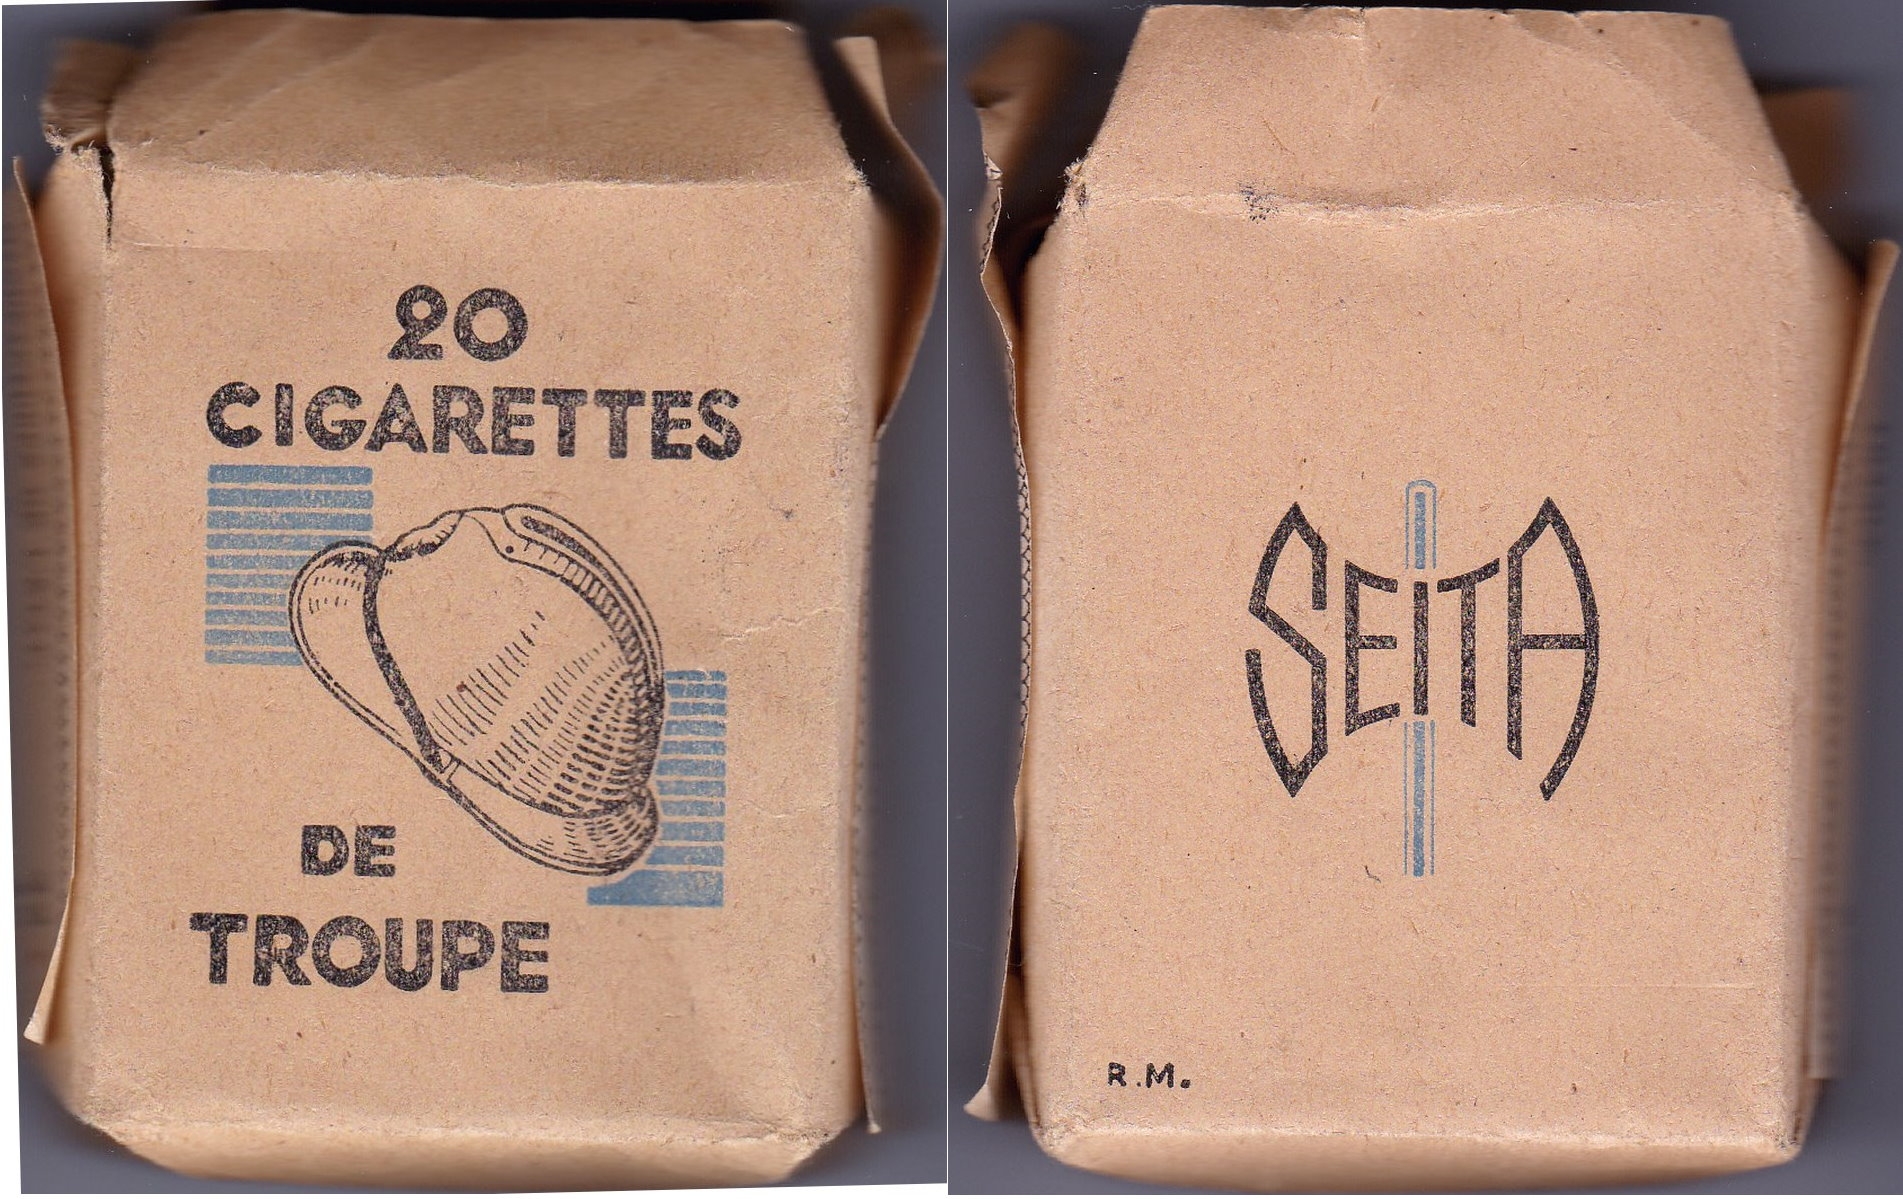 20
CIGARETTES
DE
TROUPE
SEITA
R.M.